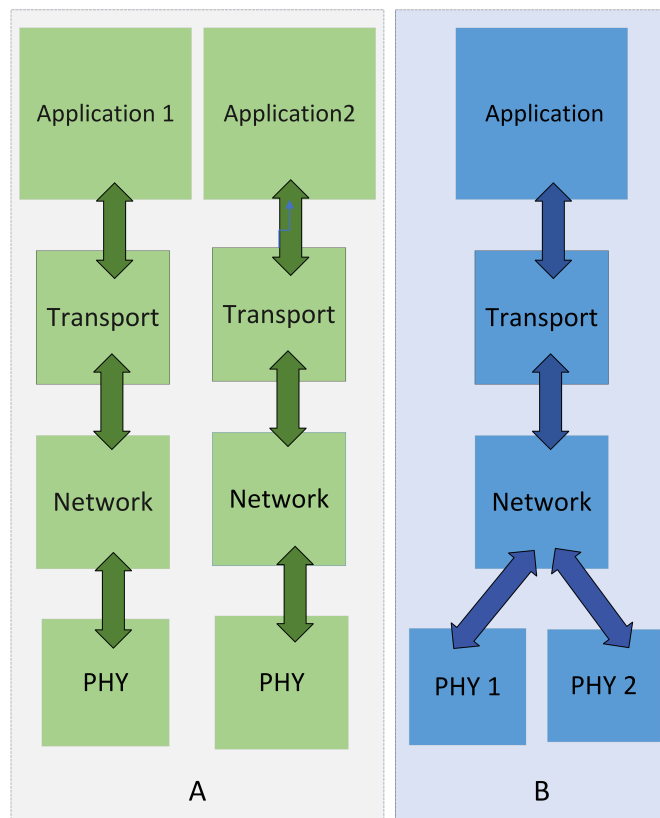 Application 1
Transport
Network
PHY
Application2
Transport
Network
PHY
A
Application
Transport
Network
PHY 1
PHY 2
B